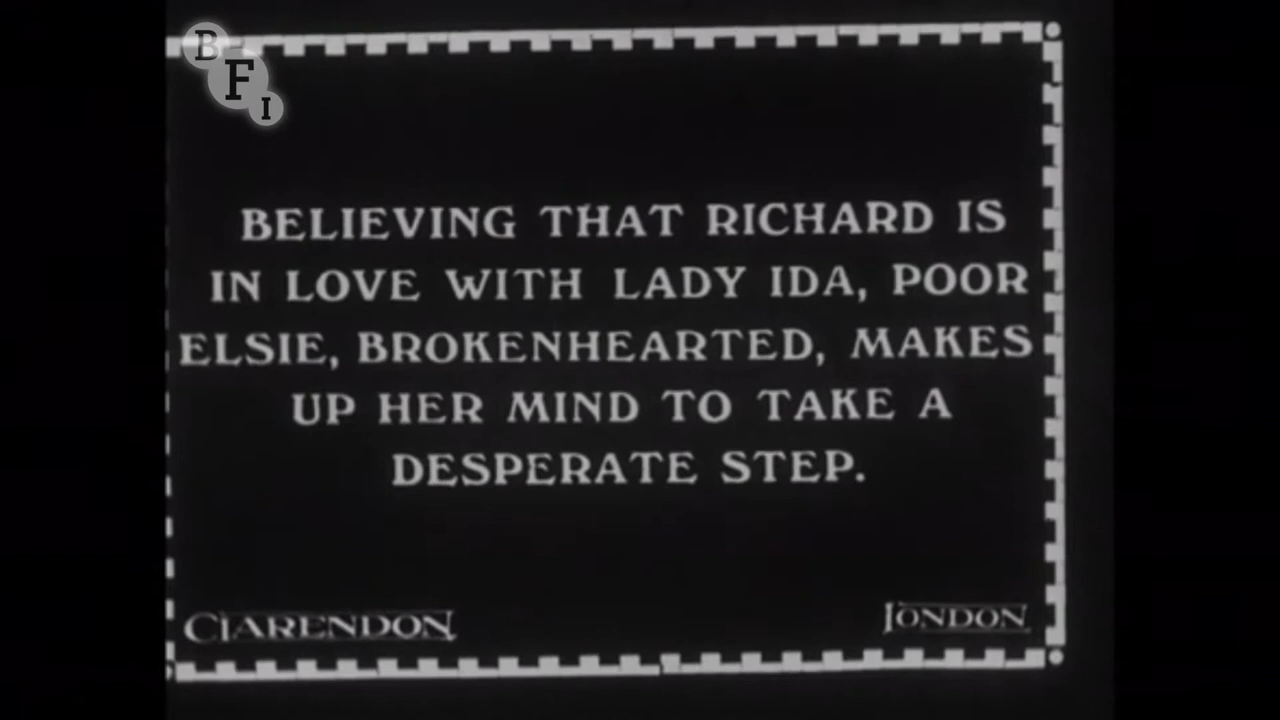 BFI
BELIEVING THAT RICHARD IS
IN LOVE WITH LADY IDA, POOR
ELSIE, BROKENHEARTED, MAKES
UP HER MIND TO TAKE A
DESPERATE STEP.
CLARENDON
LONDON